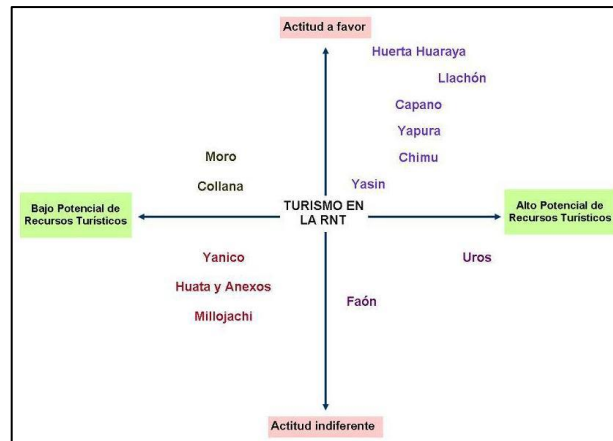 Actitud a favor
Huerta Huaraya
Llachón
Capano
Yapura
Moro
Chimu
Collana
Yasin
Bajo Potencial de
Recursos Turísticos
TURISMO EN
LA RNT
Alto Potencial de
Recursos Turísticos
Yanico
Uros
Huata y Anexos
Faón
Millojachi
Actitud indiferente